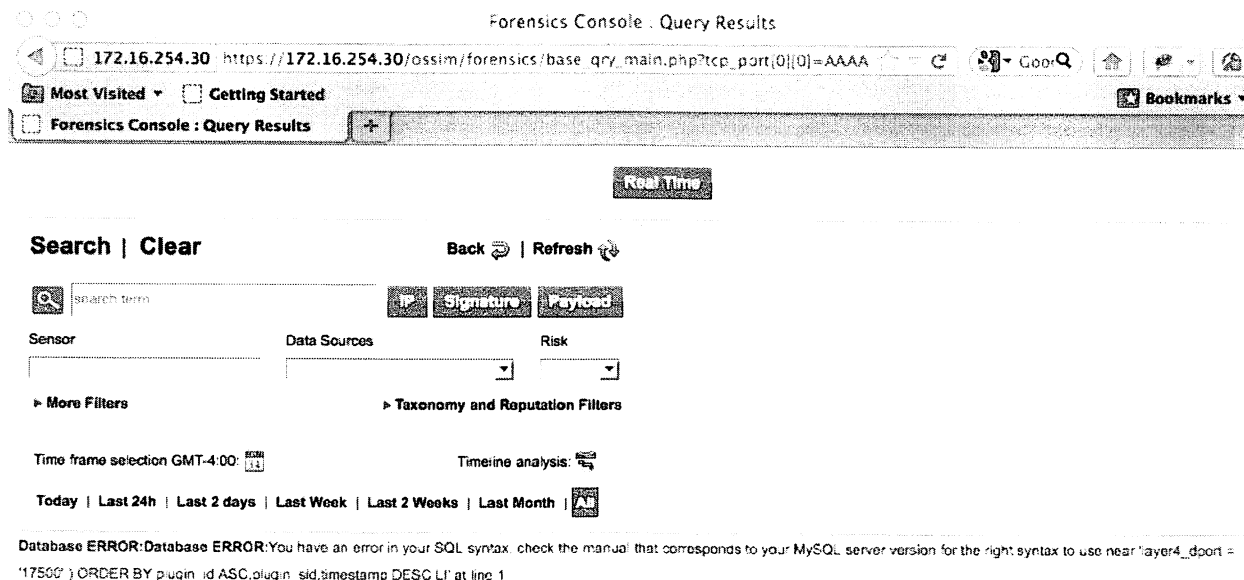 Forensics Console : Query Results
172.16.254.30 https://172.16.254.30/ossim/forensics/base_qry_main.php?tcp_port[0][0]=AAAA
Most Visited Getting Started Bookmarks
Forensics Console : Query Results +
Real Time
Search | Clear Back | Refresh
search term IP Signature Payload
Sensor Data Sources Risk
More Filters Taxonomy and Reputation Filters
Time frame selection GMT-4:00: Timeline analysis:
Today | Last 24h | Last 2 days | Last Week | Last 2 Weeks | Last Month | All
Database ERROR:Database ERROR:You have an error in your SQL syntax; check the manual that corresponds to your MySQL server version for the right syntax to use near 'layer4_dport =
'17500' ) ORDER BY plugin_id ASC,plugin_sid,timestamp DESC LI' at line 1